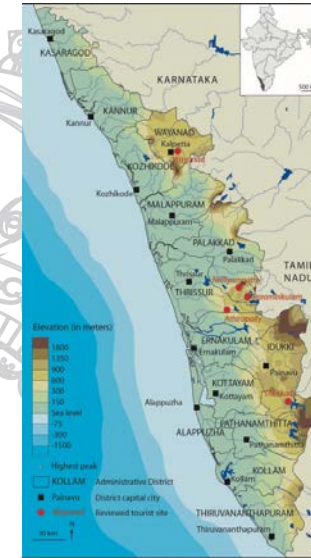 Kasaragod
KASARAGOD
KARNATAKA
KANNUR
Kannur
WAYANAD
Kalpetta
KOZHIKODE
Kozhikode
MALAPPURAM
Malappuram
PALAKKAD
Palakkad
TAMIL
NADU
Thrissur
THRISSUR
Athirapally
ERNAKULAM
Ernakulam
IDUKKI
Painavu
KOTTAYAM
Kottayam
Alappuzha
ALAPPUZHA
PATHANAMTHITTA
Pathanamthitta
KOLLAM
Kollam
THIRUVANANTHAPURAM
Thiruvananthapuram
Elevation (in meters)
1800
1350
900
600
300
150
Sea level
-75
-300
-1500
Highest peak
KOLLAM Administrative District
Painavu District capital city
Reviewed tourist site
N